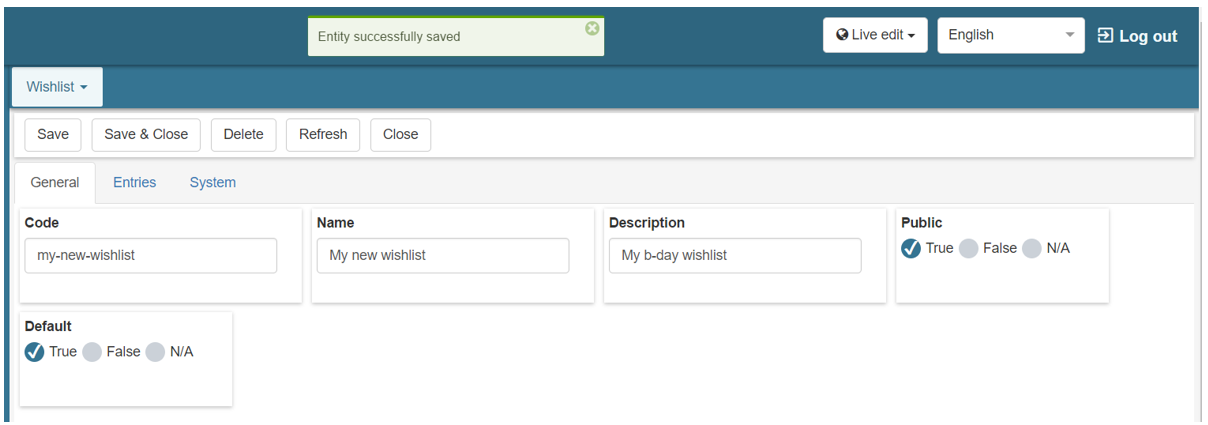 Entity successfully saved
Live edit
English
Log out
Wishlist
Save Save & Close Delete Refresh Close
General Entries System
Code Name Description Public
my-new-wishlist My new wishlist My b-day wishlist True False N/A
Default
True False N/A